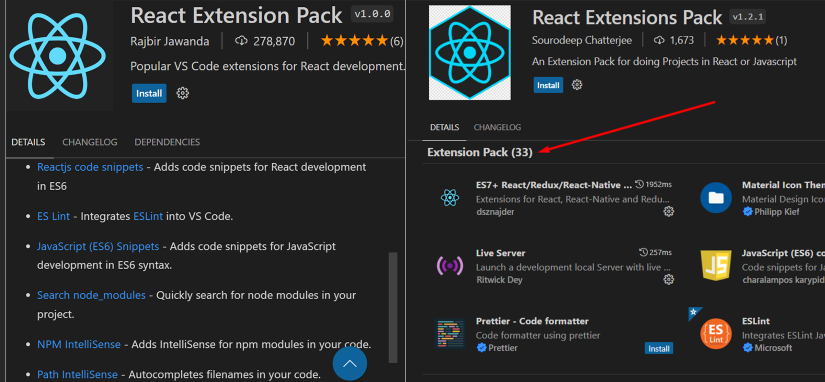 React Extension Pack v1.0.0
Rajbir Jawanda 278,870 (6)
Popular VS Code extensions for React development.
Install
DETAILS CHANGELOG DEPENDENCIES
Reactjs code snippets - Adds code snippets for React development
in ES6
ES Lint - Integrates ESLint into VS Code.
JavaScript (ES6) Snippets - Adds code snippets for JavaScript
development in ES6 syntax.
Search node_modules - Quickly search for node modules in your
project.
NPM IntelliSense - Adds IntelliSense for npm modules in your code.
Path IntelliSense - Autocompletes filenames in your code.
React Extensions Pack v1.2.1
Sourodeep Chatterjee 1,673 (1)
An Extension Pack for doing Projects in React or Javascript
Install
DETAILS CHANGELOG
Extension Pack (33)
ES7+ React/Redux/React-Native ... 1952ms
Extensions for React, React-Native and Redu...
dsznajder
Material Icon Them
Material Design Icon
Philipp Kief
Live Server 257ms
Launch a development local Server with live ...
Ritwick Dey
JS
JavaScript (ES6) co
Code snippets for Ja
charalampos karypid
Prettier - Code formatter
Code formatter using prettier
Prettier Install
ES
Lint
ESLint
Integrates ESLint Jav
Microsoft